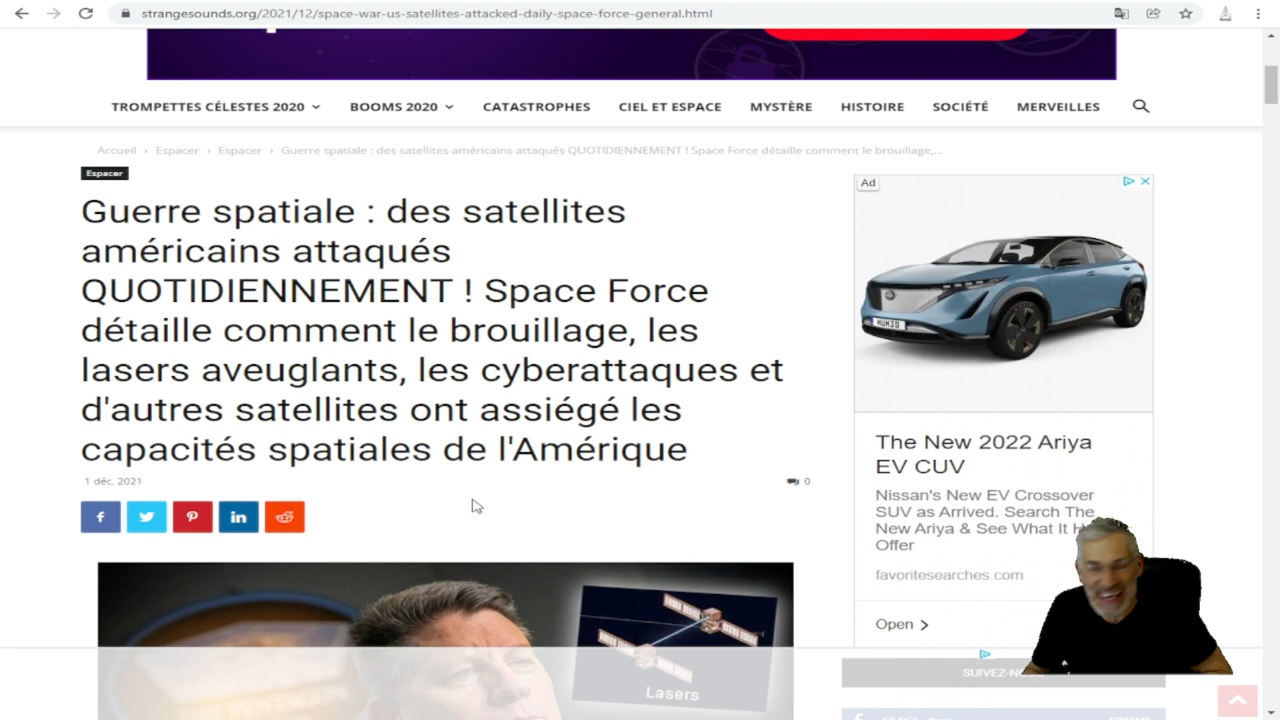 strangesounds.org/2021/12/space-war-us-satellites-attacked-daily-space-force-general.html
TROMPETTES CÉLESTES 2020
BOOMS 2020
CATASTROPHES
CIEL ET ESPACE
MYSTÈRE
HISTOIRE
SOCIÉTÉ
MERVEILLES
Accueil › Espacer › Espacer › Guerre spatiale : des satellites américains attaqués QUOTIDIENNEMENT ! Space Force détaille comment le brouillage,...
Espacer
Guerre spatiale : des satellites
américains attaqués
QUOTIDIENNEMENT ! Space Force
détaille comment le brouillage, les
lasers aveuglants, les cyberattaques et
d'autres satellites ont assiégé les
capacités spatiales de l'Amérique
1 déc. 2021
0
Lasers
Ad
HUM3D
The New 2022 Ariya
EV CUV
Nissan's New EV Crossover
SUV as Arrived. Search The
New Ariya & See What It
Offer
favoritesearches.com
Open